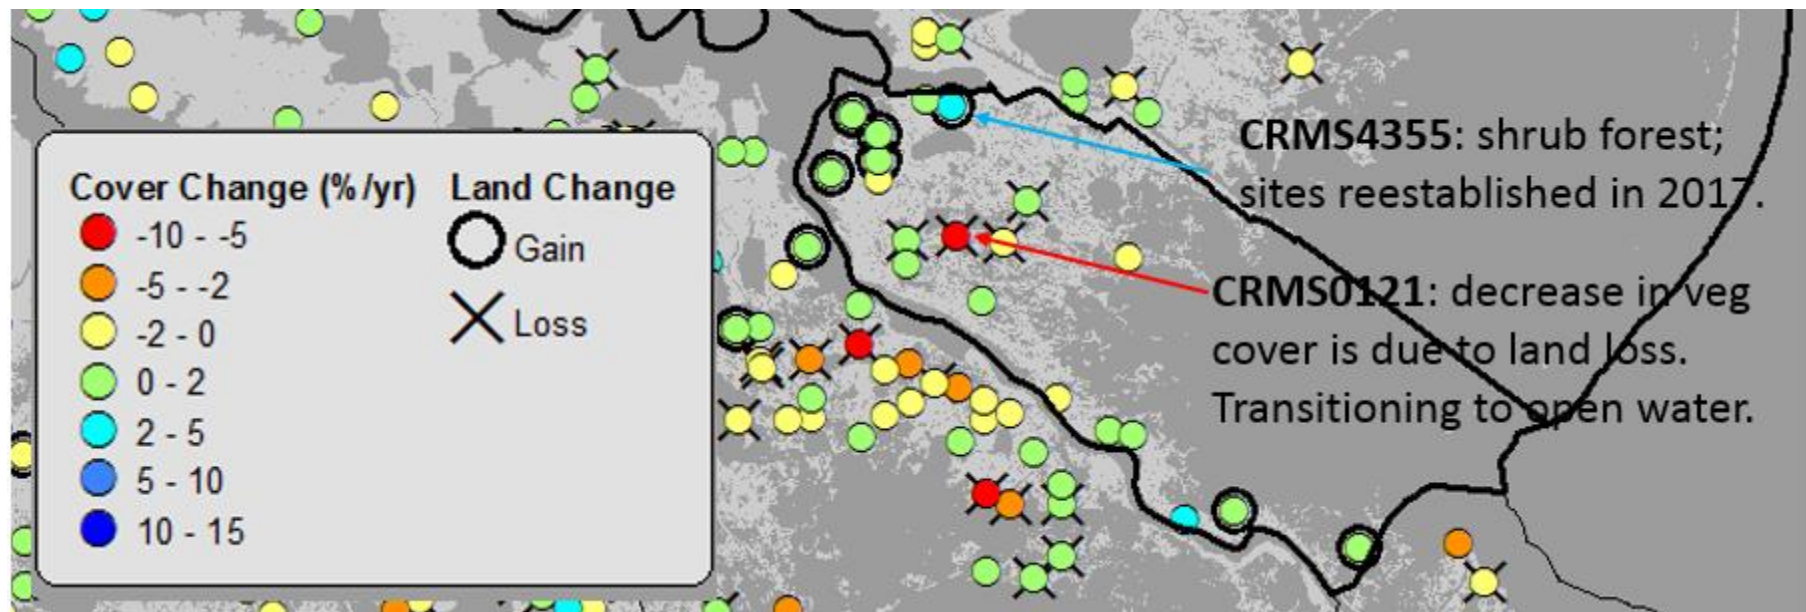 Cover Change (%/yr)
-10 - -5
-5 - -2
-2 - 0
0 - 2
2 - 5
5 - 10
10 - 15
Land Change
Gain
Loss
CRMS4355: shrub forest;
sites reestablished in 2017.
CRMS0121: decrease in veg
cover is due to land loss.
Transitioning to open water.